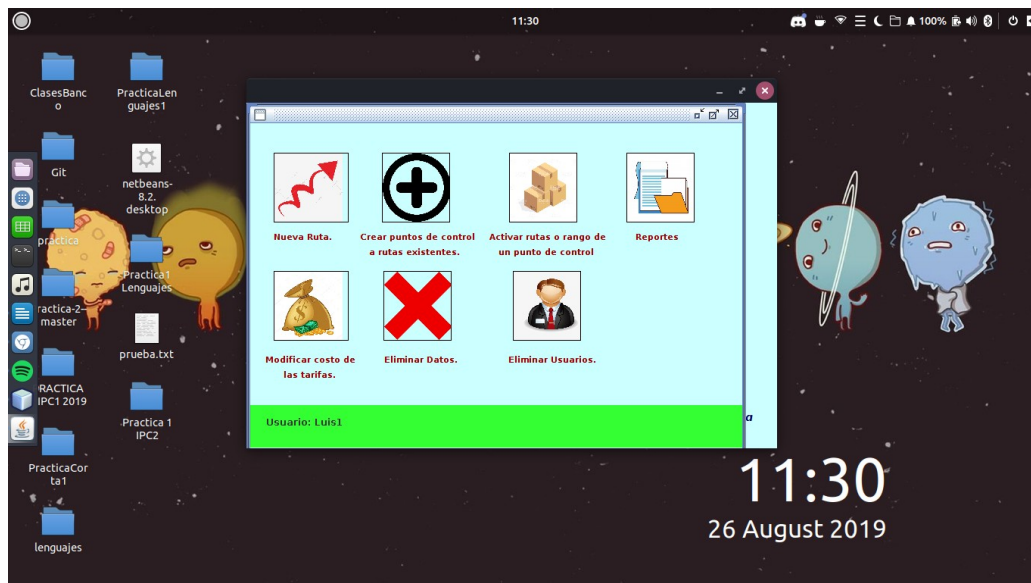 11:30
100%
ClasesBanc
o
PracticaLen
guajes1
Git
netbeans-
8.2.
desktop
practica
Practica1
Lenguajes
ractica-2-
master
prueba.txt
RACTICA
IPC1 2019
Practica 1
IPC2
PracticaCor
ta1
lenguajes
Nueva Ruta.
Crear puntos de control
a rutas existentes.
Activar rutas o rango de
un punto de control
Reportes
Modificar costo de
las tarifas.
Eliminar Datos.
Eliminar Usuarios.
Usuario: Luis1
a
11:30
26 August 2019